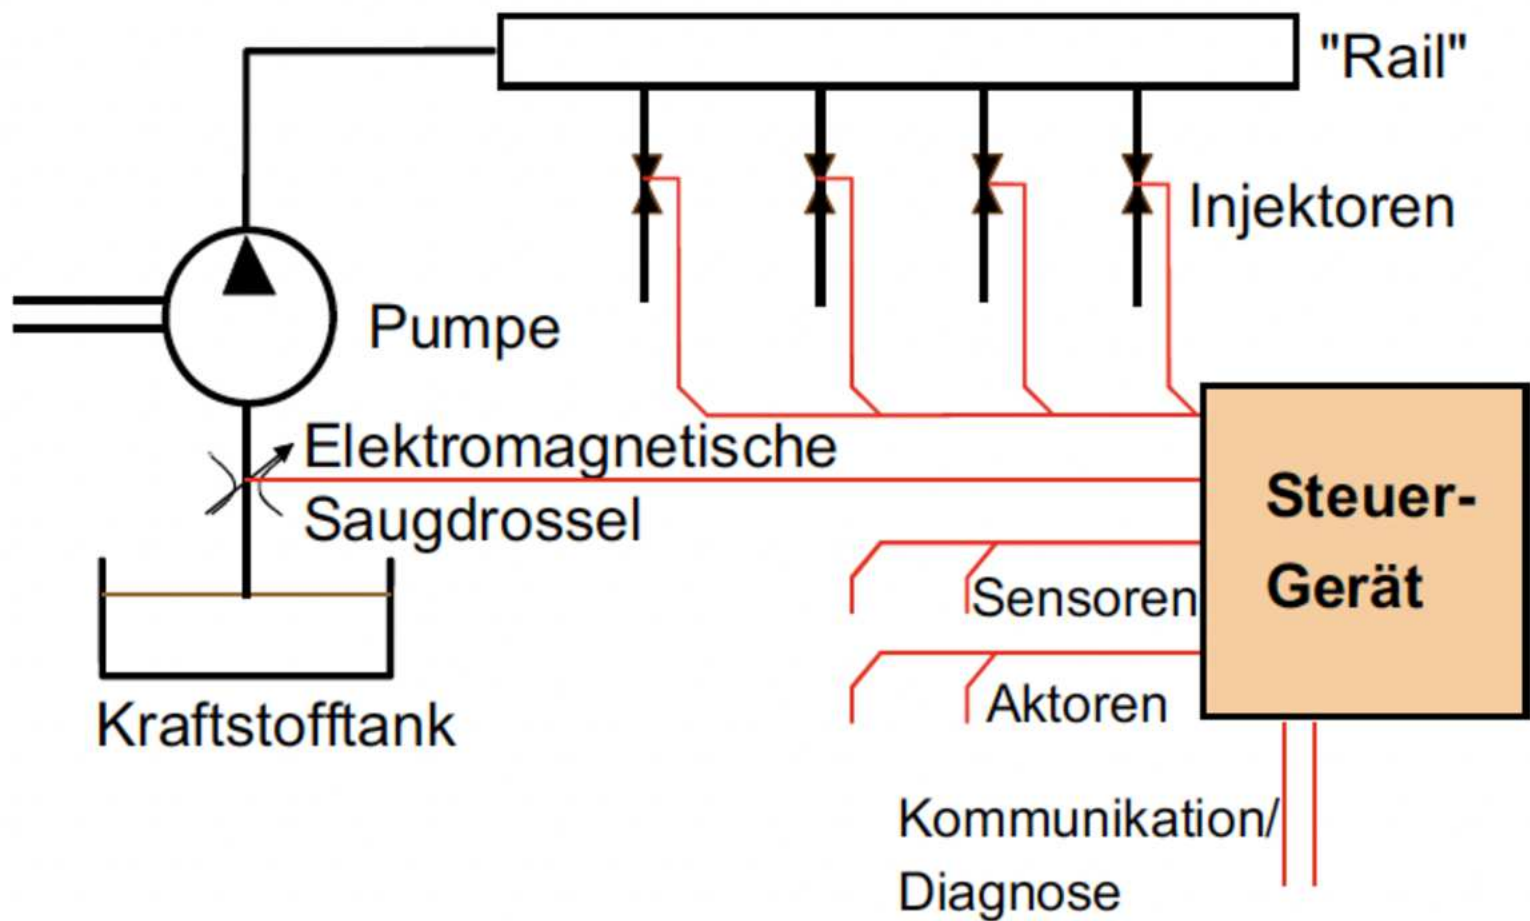 "Rail"
Injektoren
Pumpe
Elektromagnetische
Saugdrossel
Steuer-
Gerät
Sensoren
Aktoren
Kraftstofftank
Kommunikation/
Diagnose